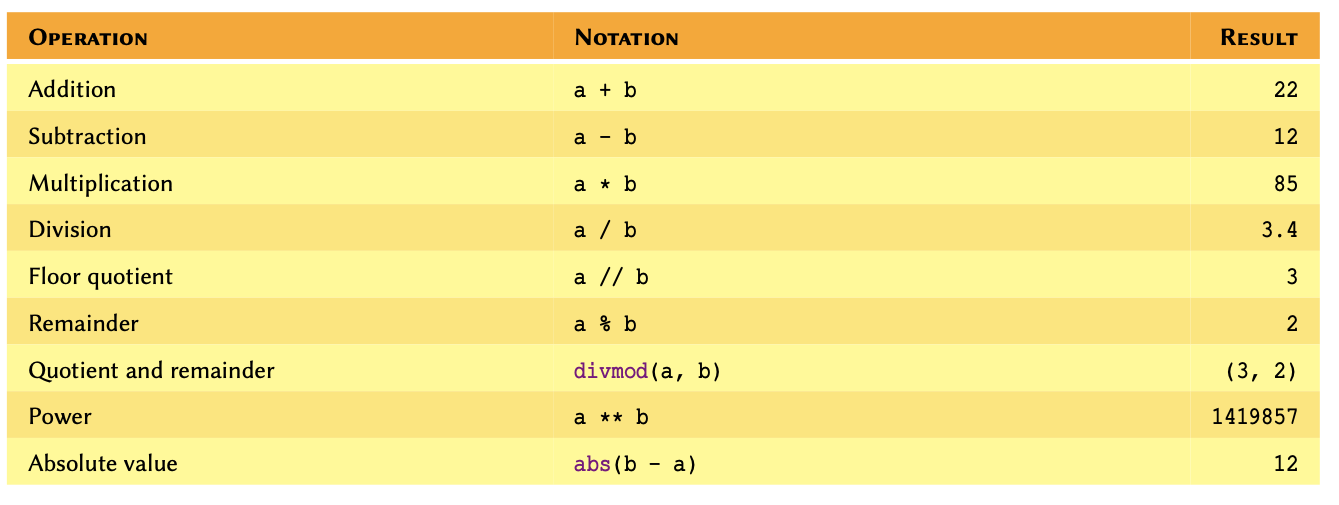 OPERATION NOTATION RESULT
Addition a + b 22
Subtraction a - b 12
Multiplication a * b 85
Division a / b 3.4
Floor quotient a // b 3
Remainder a % b 2
Quotient and remainder divmod(a, b) (3, 2)
Power a ** b 1419857
Absolute value abs(b - a) 12